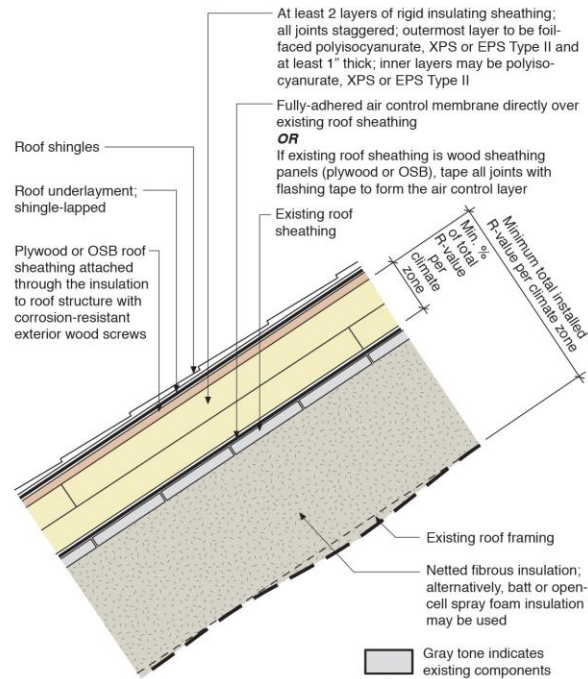 At least 2 layers of rigid insulating sheathing;
all joints staggered; outermost layer to be foil-
faced polyisocyanurate, XPS or EPS Type II and
at least 1” thick; inner layers may be polyiso-
cyanurate, XPS or EPS Type II
Fully-adhered air control membrane directly over
existing roof sheathing
OR
If existing roof sheathing is wood sheathing
panels (plywood or OSB), tape all joints with
flashing tape to form the air control layer
Existing roof
sheathing
Roof shingles
Roof underlayment;
shingle-lapped
Plywood or OSB roof
sheathing attached
through the insulation
to roof structure with
corrosion-resistant
exterior wood screws
Min. %
of total
R-value
per
climate
zone
Minimum total installed
R-value per climate zone
Existing roof framing
Netted fibrous insulation;
alternatively, batt or open-
cell spray foam insulation
may be used
Gray tone indicates
existing components